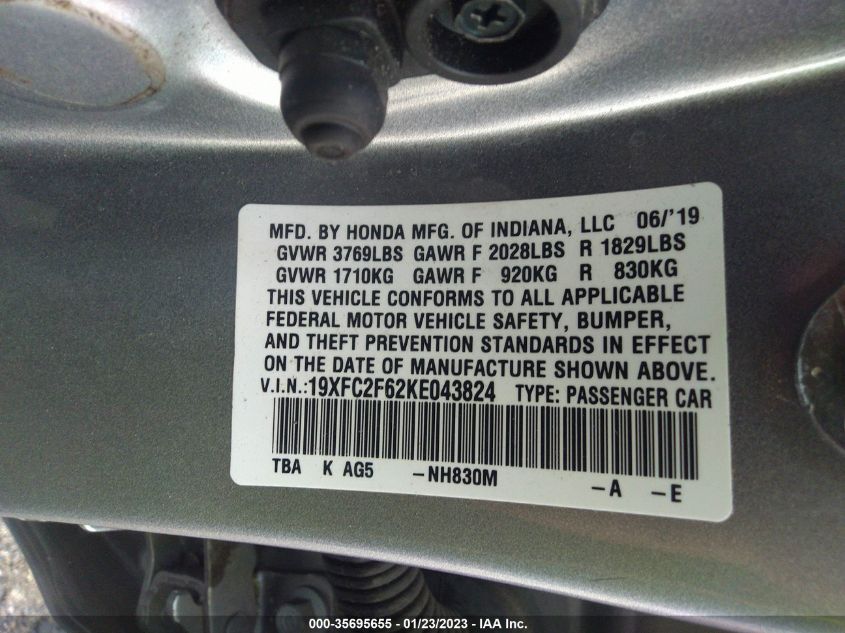 MFD. BY HONDA MFG. OF INDIANA, LLC 06/'19
GVWR 3769LBS GAWR F 2028LBS R 1829LBS
GVWR 1710KG GAWR F 920KG R 830KG
THIS VEHICLE CONFORMS TO ALL APPLICABLE
FEDERAL MOTOR VEHICLE SAFETY, BUMPER,
AND THEFT PREVENTION STANDARDS IN EFFECT
ON THE DATE OF MANUFACTURE SHOWN ABOVE.
V.I.N.:19XFC2F62KE043824 TYPE: PASSENGER CAR
TBA K AG5 -NH830M
-A -E
000-35695655 - 01/23/2023 - IAA Inc.